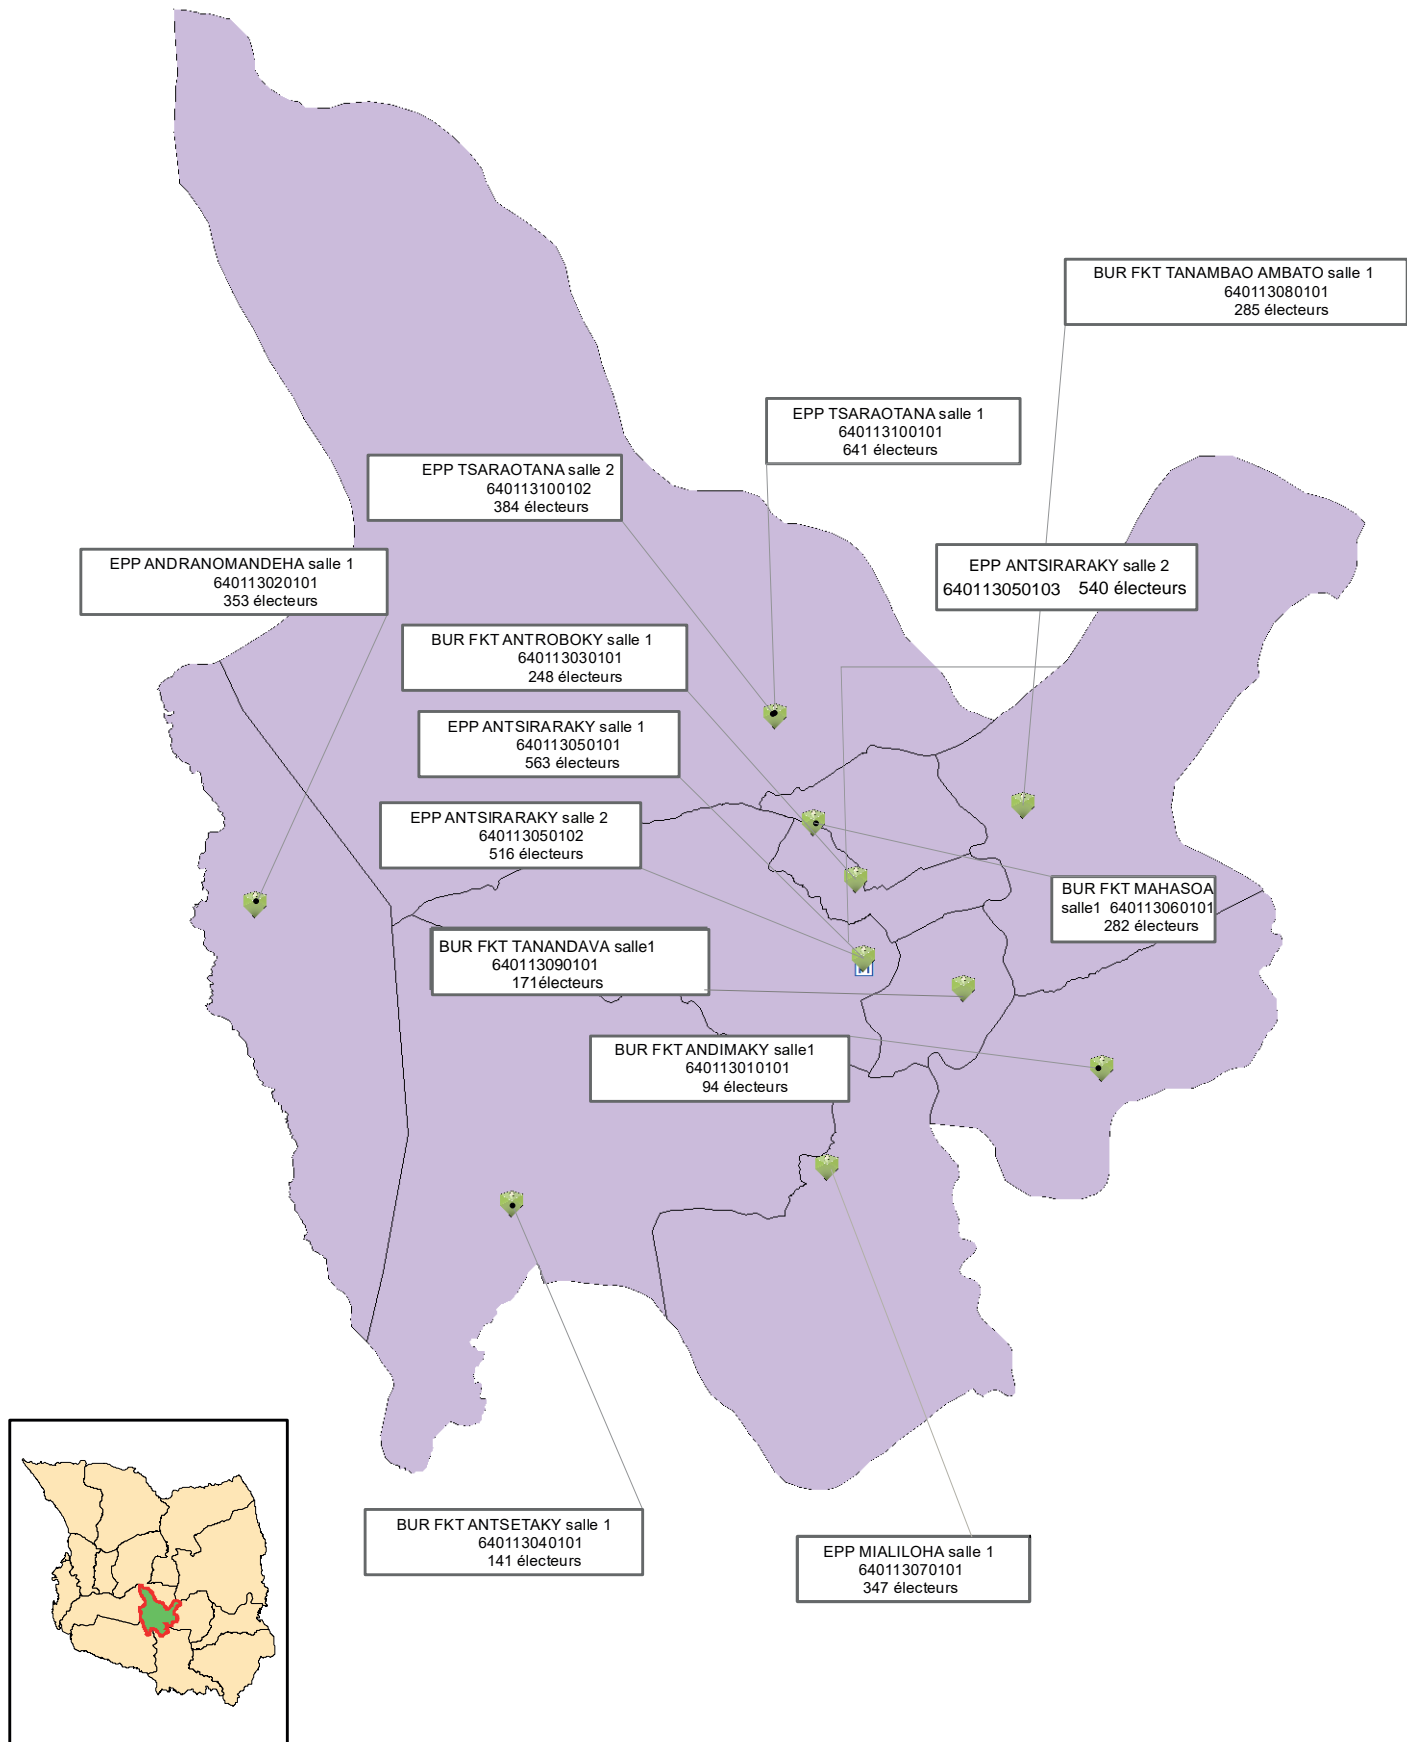 BUR FKT TANAMBAO AMBATO salle 1
640113080101
285 électeurs
EPP TSARAOTANA salle 1
640113100101
641 électeurs
EPP TSARAOTANA salle 2
640113100102
384 électeurs
EPP ANDRANOMANDEHA salle 1
640113020101
353 électeurs
EPP ANTSIRARAKY salle 2
640113050103 540 électeurs
BUR FKT ANTROBOKY salle 1
640113030101
248 électeurs
EPP ANTSIRARAKY salle 1
640113050101
563 électeurs
EPP ANTSIRARAKY salle 2
640113050102
516 électeurs
BUR FKT MAHASOA
salle1 640113060101
282 électeurs
BUR FKT TANANDAVA salle1
640113090101
171électeurs
BUR FKT ANDIMAKY salle1
640113010101
94 électeurs
BUR FKT ANTSETAKY salle 1
640113040101
141 électeurs
EPP MIALILOHA salle 1
640113070101
347 électeurs